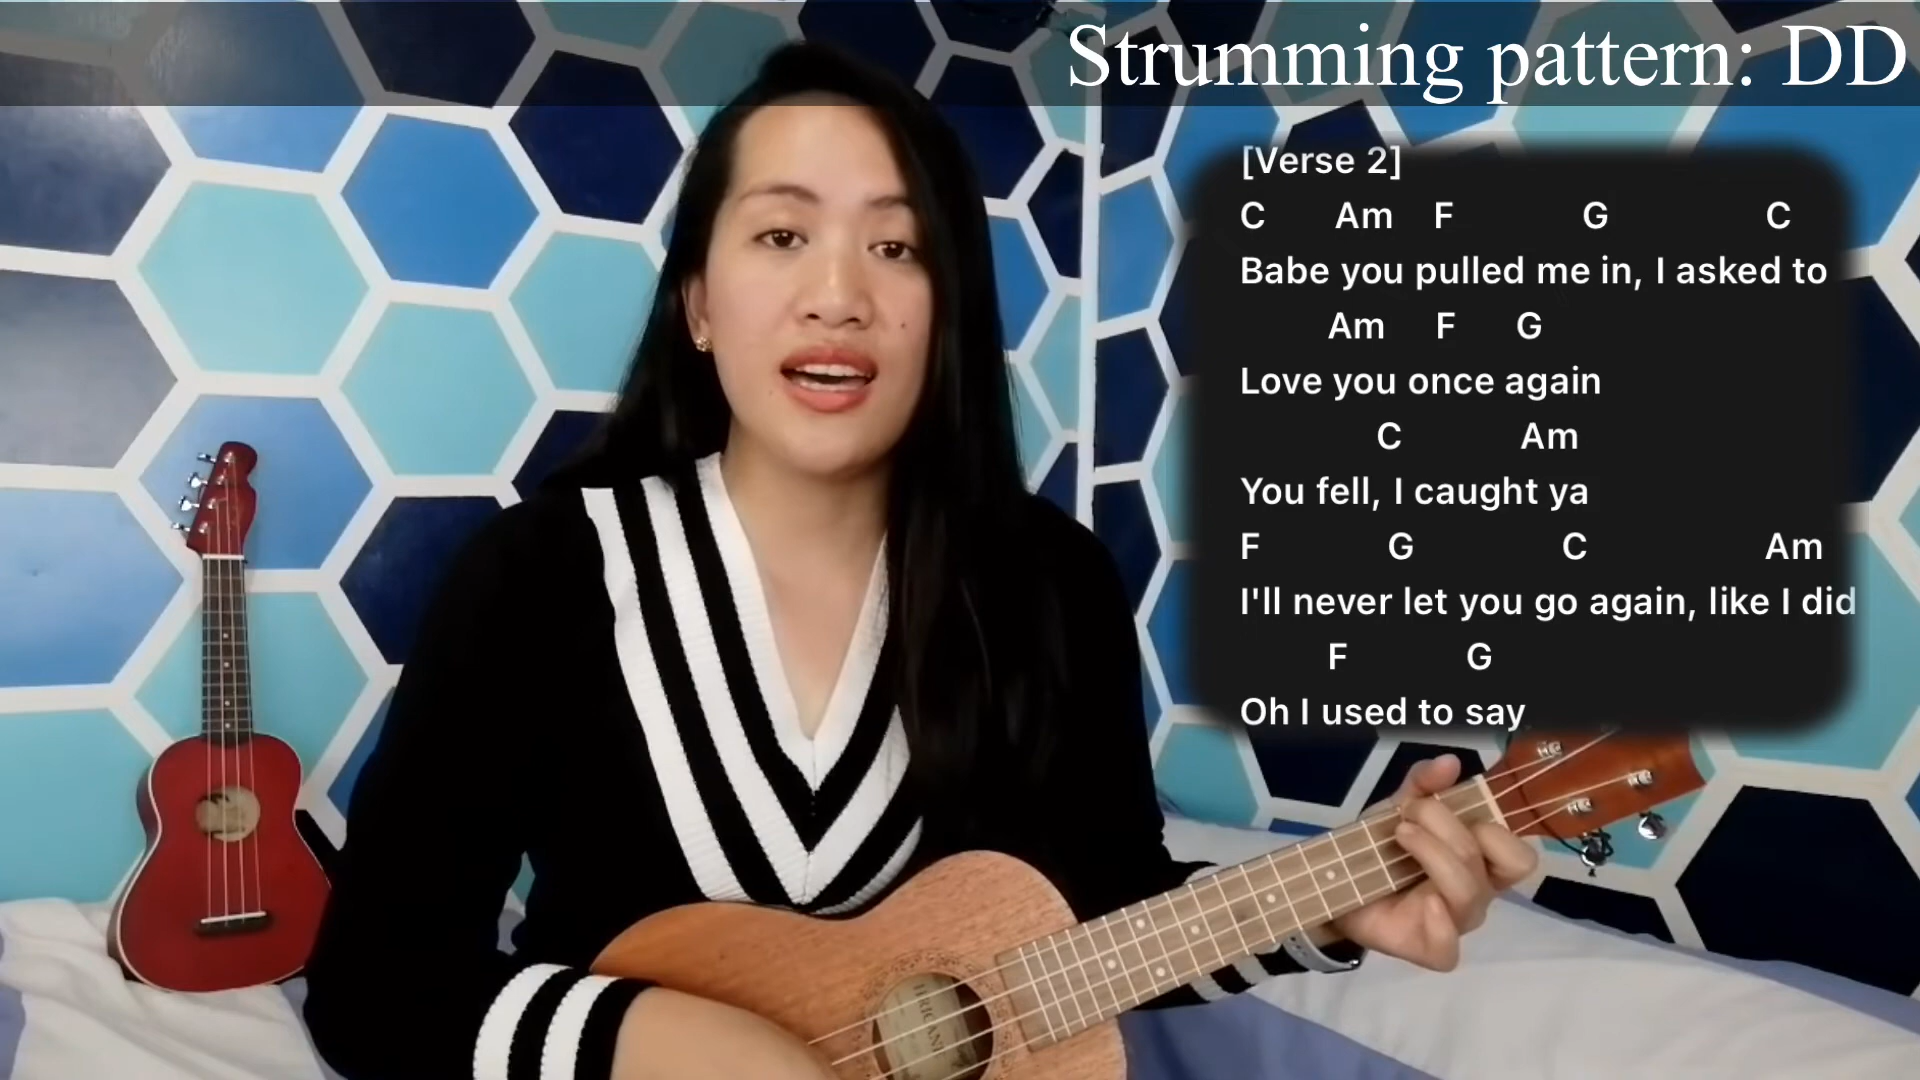 Strumming pattern: DD
[Verse 2]
C Am F G C
Babe you pulled me in, I asked to
Am F G
Love you once again
C Am
You fell, I caught ya
F G C Am
I'll never let you go again, like I did
F G
Oh I used to say